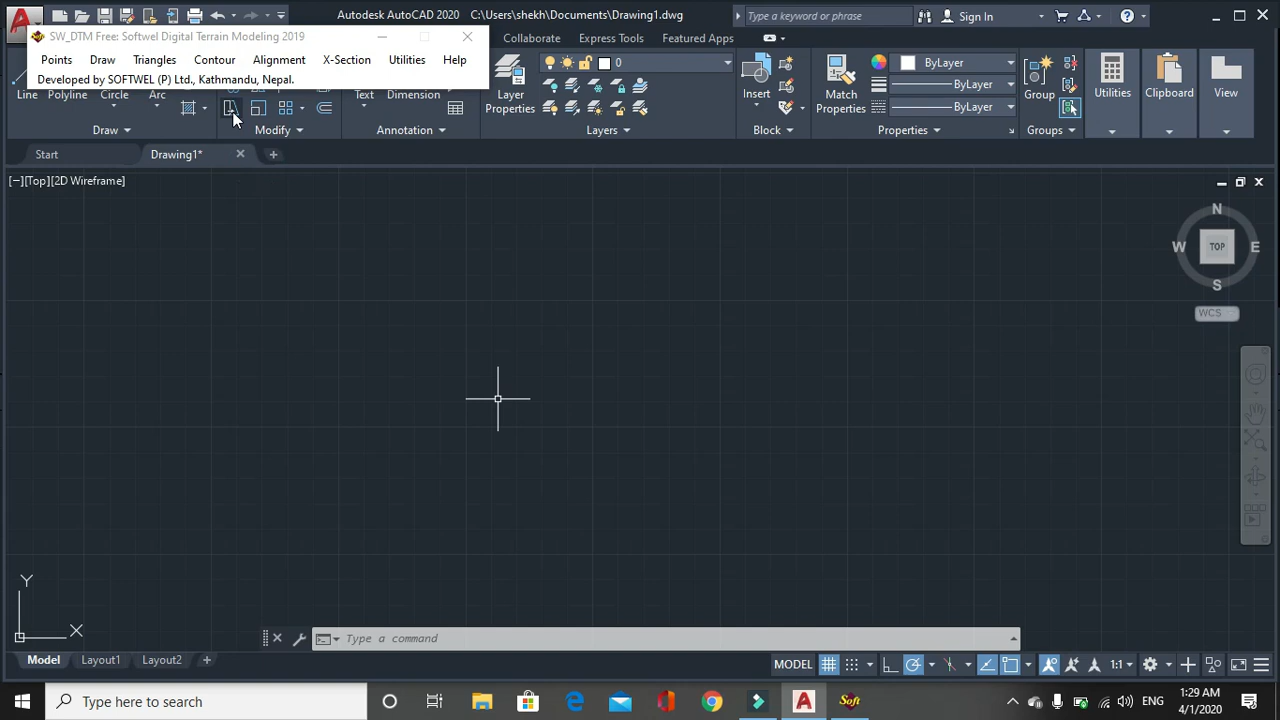 Autodesk AutoCAD 2020 C:\Users\shekh\Documents\Drawing1.dwg
Type a keyword or phrase
Sign In
SW_DTM Free: Softwel Digital Terrain Modeling 2019
Points Draw Triangles Contour Alignment X-Section Utilities Help
Developed by SOFTWEL (P) Ltd., Kathmandu, Nepal.
Collaborate Express Tools Featured Apps
0
ByLayer
ByLayer
ByLayer
Line Polyline Circle Arc
Text Dimension
Layer
Properties
Insert
Match
Properties
Group
Utilities Clipboard View
Draw Modify Annotation Layers Block Properties Groups
Start Drawing1*
[−][Top][2D Wireframe]
N
W TOP E
S
WCS
Y
X
Type a command
Model Layout1 Layout2
MODEL 1:1
Type here to search
Soft
ENG
1:29 AM
4/1/2020